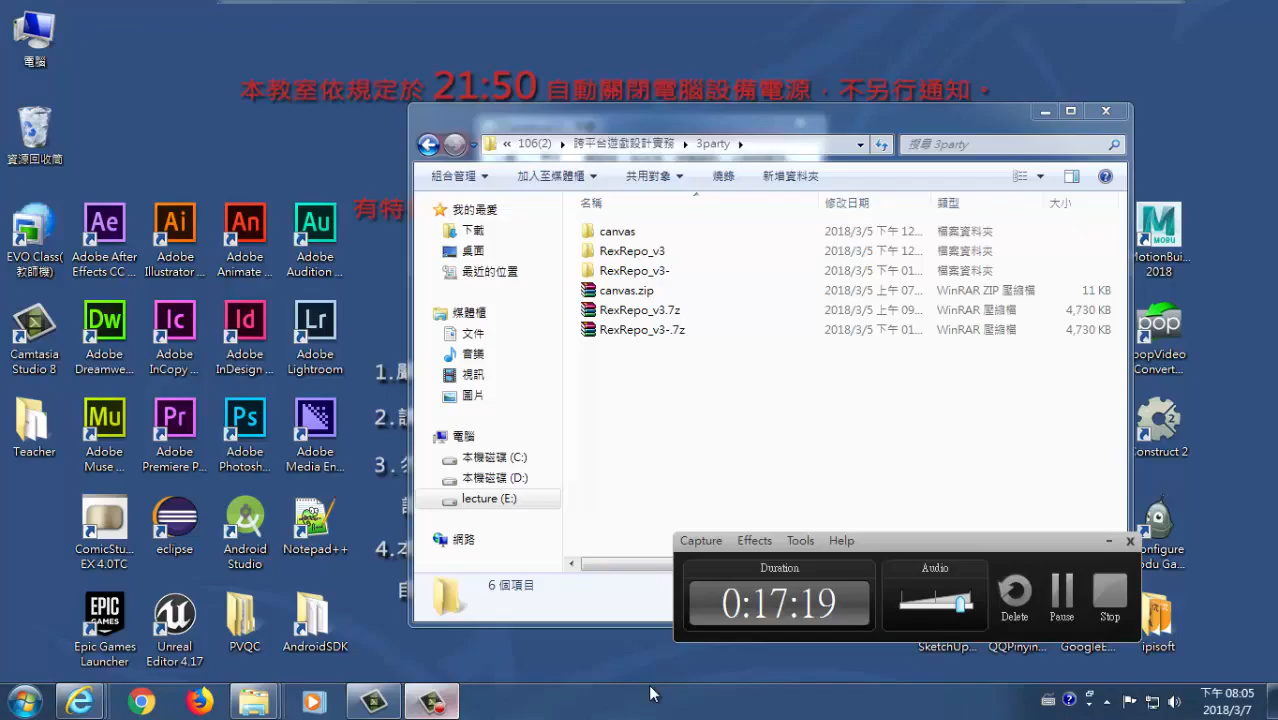 電腦
資源回收筒
EVO Class(
教師機)
Adobe After
Effects CC ...
Adobe
Illustrator ...
Adobe
Animate ...
Adobe
Audition ...
Camtasia
Studio 8
Adobe
Dreamwe...
Adobe
InCopy ...
Adobe
InDesign ...
Adobe
Lightroom
Teacher
Adobe
Muse ...
Adobe
Premiere P...
Adobe
Photosh...
Adobe
Media En...
ComicStu...
EX 4.0TC
eclipse
Android
Studio
Notepad++
Epic Games
Launcher
Unreal
Editor 4.17
PVQC
AndroidSDK
本教室依規定於 21:50 自動關閉電腦設備電源，不另行通知。
有特
1.
2.
3.
4.不
自
106(2)
跨平台遊戲設計實務
3party
搜尋 3party
組合管理
加入至媒體櫃
共用對象
燒錄
新增資料夾
我的最愛
下載
桌面
最近的位置
媒體櫃
文件
音樂
視訊
圖片
電腦
本機磁碟 (C:)
本機磁碟 (D:)
lecture (E:)
網路
名稱 修改日期 類型 大小
canvas 2018/3/5 下午 12... 檔案資料夾
RexRepo_v3 2018/3/5 下午 12... 檔案資料夾
RexRepo_v3- 2018/3/5 下午 01... 檔案資料夾
canvas.zip 2018/3/5 上午 07... WinRAR ZIP 壓縮檔 11 KB
RexRepo_v3.7z 2018/3/5 上午 09... WinRAR 壓縮檔 4,730 KB
RexRepo_v3-.7z 2018/3/5 下午 01... WinRAR 壓縮檔 4,730 KB
6 個項目
MotionBui...
2018
popVideo
Convert...
Construct 2
onfigure
odu Ga...
SketchUp...
QQPinyin...
GoogleE...
ipisoft
Capture Effects Tools Help
Duration
0:17:19
Audio
Delete
Pause
Stop
下午 08:05
2018/3/7